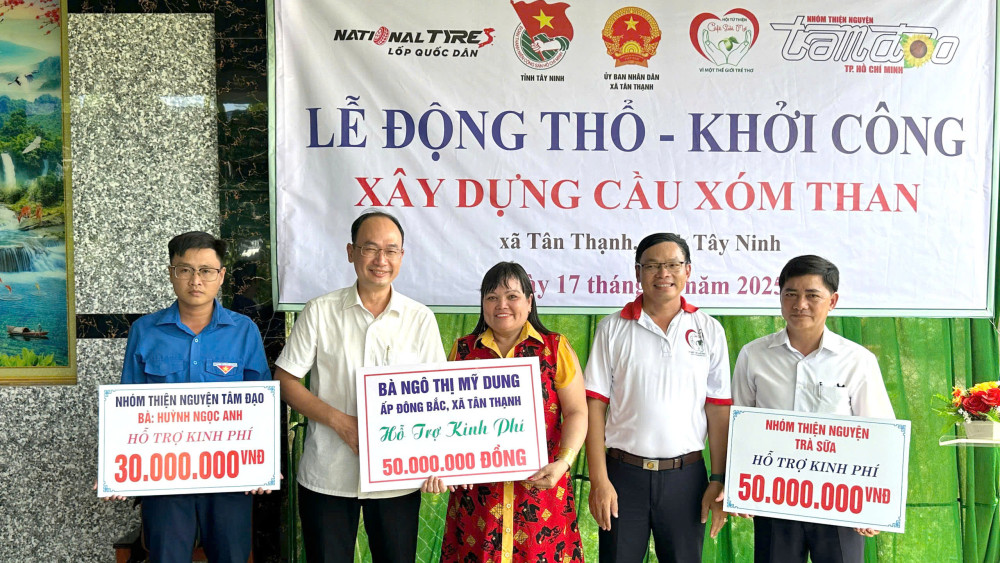 NATIONAL TYRES
LỐP QUỐC DÂN
TỈNH TÂY NINH
ỦY BAN NHÂN DÂN
XÃ TÂN THẠNH
HỘI TỪ THIỆN
VÌ MỘT THẾ GIỚI TRẺ THƠ
NHÓM THIỆN NGUYỆN
TP. HỒ CHÍ MINH
LỄ ĐỘNG THỔ - KHỞI CÔNG
XÂY DỰNG CẦU XÓM THAN
xã Tân Thạnh, Tây Ninh
17 tháng năm
NHÓM THIỆN NGUYỆN TÂM ĐẠO
BÀ: HUỲNH NGỌC ANH
HỖ TRỢ KINH PHÍ
30.000.000VNĐ
BÀ NGÔ THỊ MỸ DUNG
ẤP ĐÔNG BẮC, XÃ TÂN THẠNH
Hỗ Trợ Kinh Phí
50.000.000 ĐỒNG
NHÓM THIỆN NGUYỆN
TRÀ SỮA
HỖ TRỢ KINH PHÍ
50.000.000VNĐ